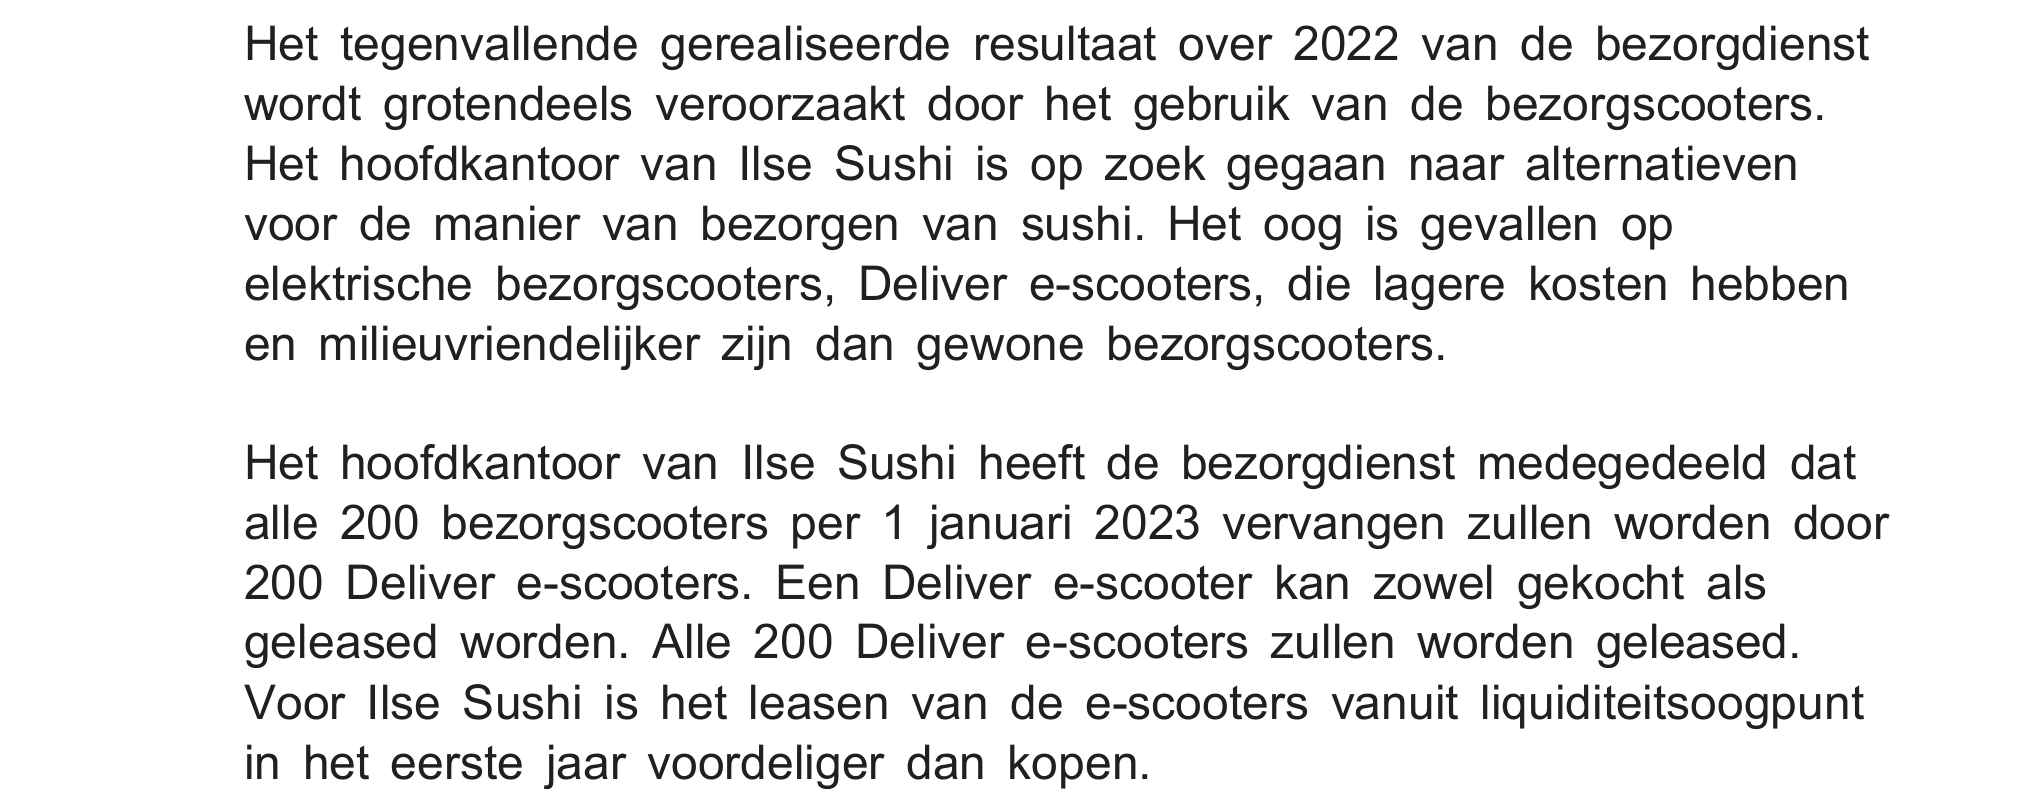 Het tegenvallende gerealiseerde resultaat over 2022 van de bezorgdienst
wordt grotendeels veroorzaakt door het gebruik van de bezorgscooters.
Het hoofdkantoor van Ilse Sushi is op zoek gegaan naar alternatieven
voor de manier van bezorgen van sushi. Het oog is gevallen op
elektrische bezorgscooters, Deliver e-scooters, die lagere kosten hebben
en milieuvriendelijker zijn dan gewone bezorgscooters.
Het hoofdkantoor van Ilse Sushi heeft de bezorgdienst medegedeeld dat
alle 200 bezorgscooters per 1 januari 2023 vervangen zullen worden door
200 Deliver e-scooters. Een Deliver e-scooter kan zowel gekocht als
geleased worden. Alle 200 Deliver e-scooters zullen worden geleased.
Voor Ilse Sushi is het leasen van de e-scooters vanuit liquiditeitsoogpunt
in het eerste jaar voordeliger dan kopen.